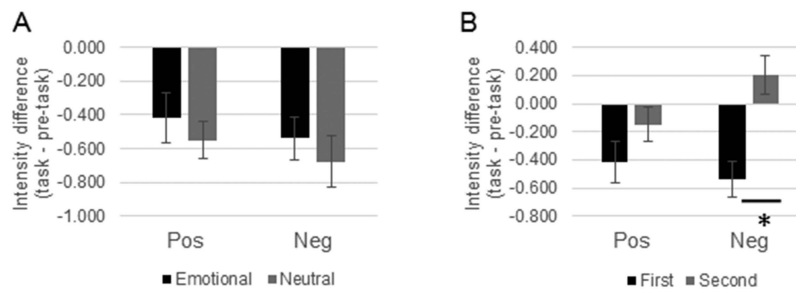 A
Intensity difference
(task - pre-task)
0.000
-0.200
-0.400
-0.600
-0.800
-1.000
Pos Neg
Emotional Neutral
B
Intensity difference
(task - pre-task)
0.400
0.200
0.000
-0.200
-0.400
-0.600
-0.800
*
Pos Neg
First Second